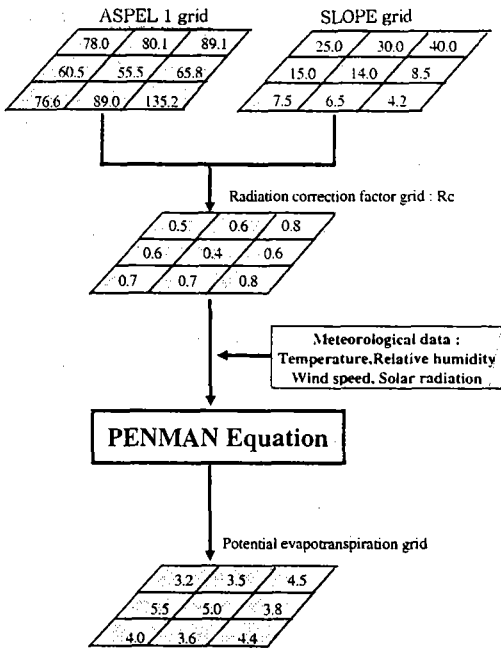 ASPEL 1 grid
SLOPE grid
78.0 80.1 89.1
25.0 30.0 40.0
60.5 55.5 65.8
15.0 14.0 8.5
76.6 89.0 135.2
7.5 6.5 4.2
Radiation correction factor grid : Rc
0.5 0.6 0.8
0.6 0.4 0.6
0.7 0.7 0.8
Meteorological data :
Temperature,Relative humidity
Wind speed, Solar radiation
PENMAN Equation
Potential evapotranspiration grid
3.2 3.5 4.5
5.5 5.0 3.8
4.0 3.6 4.4